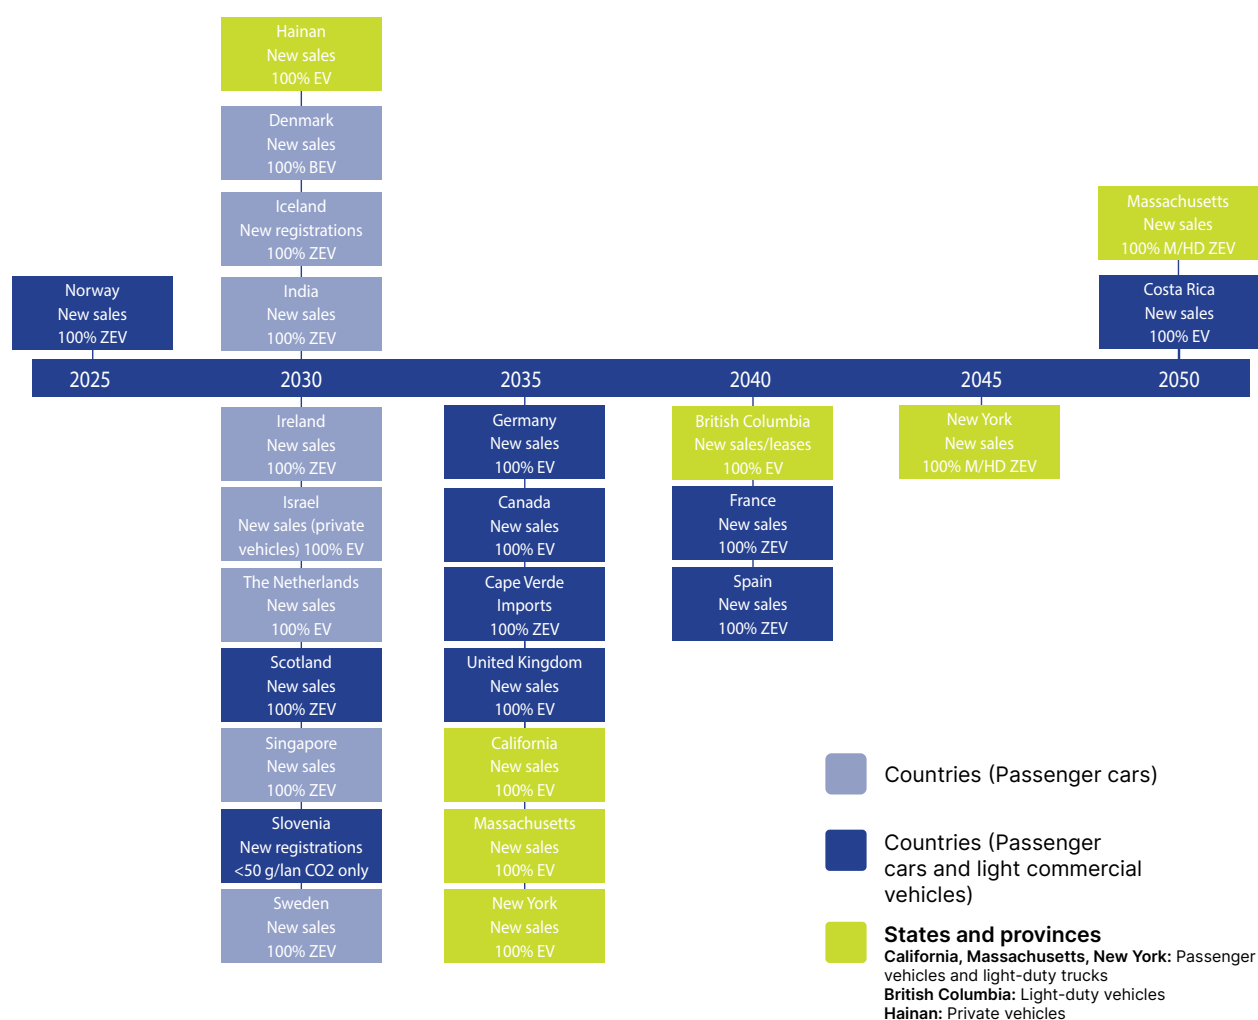 Hainan
New sales
100% EV
Denmark
New sales
100% BEV
Iceland
New registrations
100% ZEV
India
New sales
100% ZEV
Norway
New sales
100% ZEV
Massachusetts
New sales
100% M/HD ZEV
Costa Rica
New sales
100% EV
2025 2030 2035 2040 2045 2050
Ireland
New sales
100% ZEV
Israel
New sales (private
vehicles) 100% EV
The Netherlands
New sales
100% EV
Scotland
New sales
100% ZEV
Singapore
New sales
100% ZEV
Slovenia
New registrations
<50 g/lan CO2 only
Sweden
New sales
100% ZEV
Germany
New sales
100% EV
Canada
New sales
100% EV
Cape Verde
Imports
100% ZEV
United Kingdom
New sales
100% EV
California
New sales
100% EV
Massachusetts
New sales
100% EV
New York
New sales
100% EV
British Columbia
New sales/leases
100% EV
France
New sales
100% ZEV
Spain
New sales
100% ZEV
New York
New sales
100% M/HD ZEV
Countries (Passenger cars)
Countries (Passenger
cars and light commercial
vehicles)
States and provinces
California, Massachusetts, New York: Passenger
vehicles and light-duty trucks
British Columbia: Light-duty vehicles
Hainan: Private vehicles